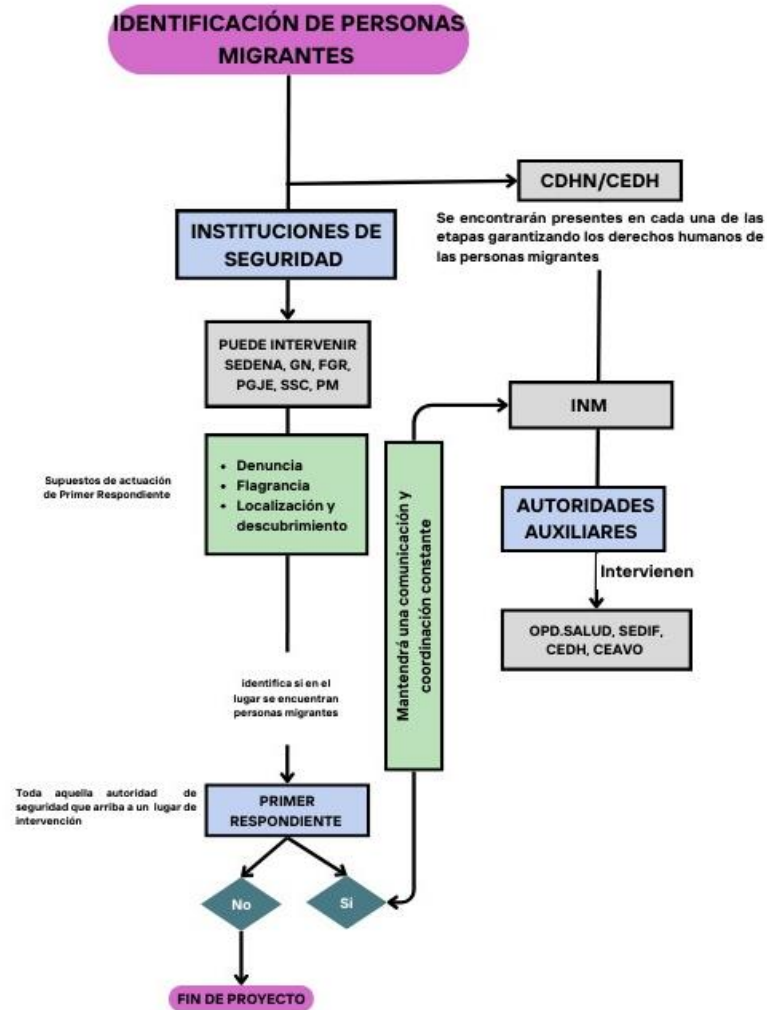 IDENTIFICACIÓN DE PERSONAS
MIGRANTES
CDHN/CEDH
Se encontrarán presentes en cada una de las
etapas garantizando los derechos humanos de
las personas migrantes
INSTITUCIONES DE
SEGURIDAD
PUEDE INTERVENIR
SEDENA, GN, FGR,
PGJE, SSC, PM
INM
Supuestos de actuación
de Primer Respondiente
• Denuncia
• Flagrancia
• Localización y
descubrimiento
Mantendrá una comunicación y
coordinación constante
AUTORIDADES
AUXILIARES
Intervienen
OPD.SALUD, SEDIF,
CEDH, CEAVO
identifica si en el
lugar se encuentran
personas migrantes
Toda aquella autoridad de
seguridad que arriba a un lugar de
intervención
PRIMER
RESPONDIENTE
No
Si
FIN DE PROYECTO